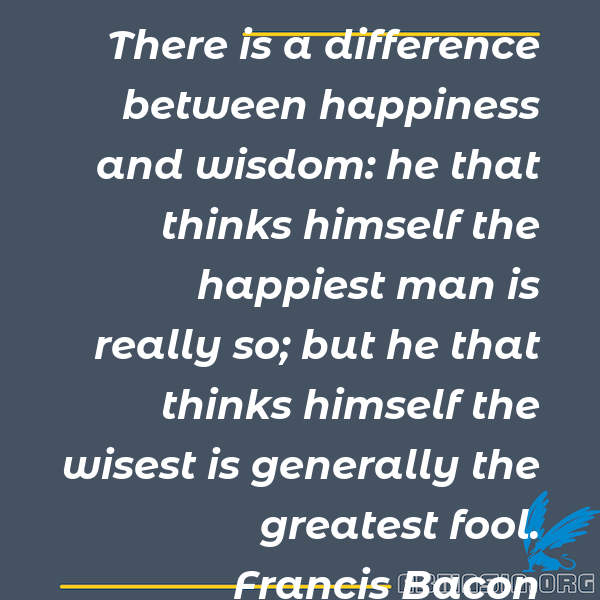 There is a difference
between happiness
and wisdom: he that
thinks himself the
happiest man is
really so; but he that
thinks himself the
wisest is generally the
greatest fool.
Francis Bacon